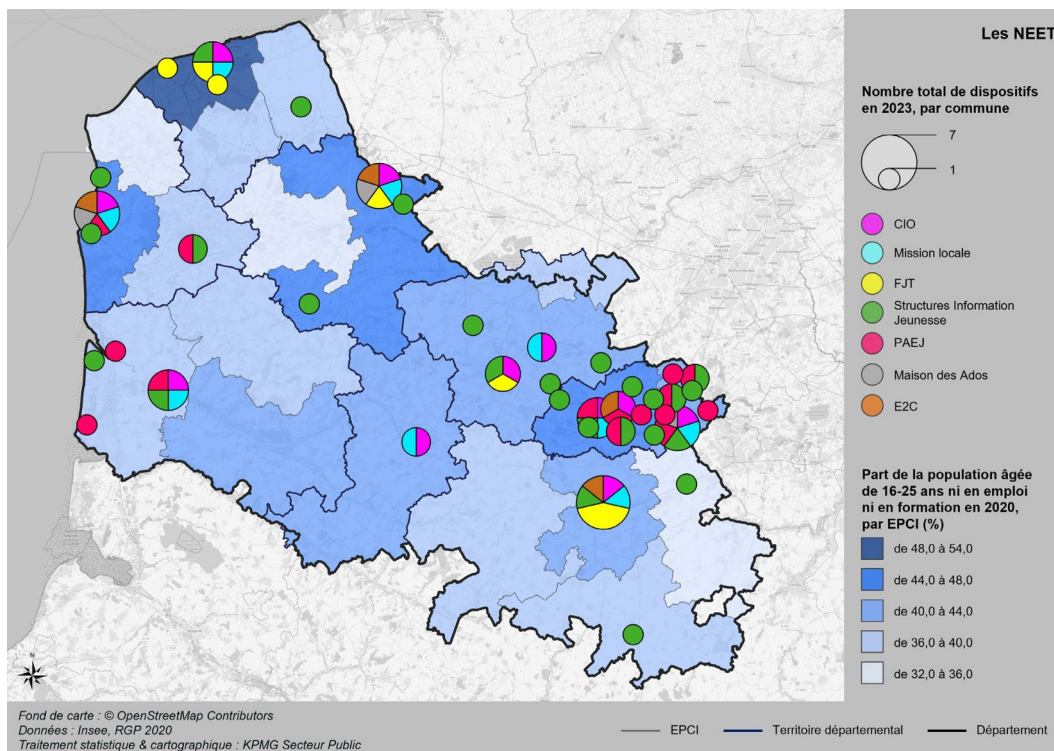 Les NEET
Nombre total de dispositifs
en 2023, par commune
7
1
CIO
Mission locale
FJT
Structures Information
Jeunesse
PAEJ
Maison des Ados
E2C
Part de la population âgée
de 16-25 ans ni en emploi
ni en formation en 2020,
par EPCI (%)
de 48,0 à 54,0
de 44,0 à 48,0
de 40,0 à 44,0
de 36,0 à 40,0
de 32,0 à 36,0
N
Fond de carte : © OpenStreetMap Contributors
Données : Insee, RGP 2020
Traitement statistique & cartographique : KPMG Secteur Public
EPCI
Territoire départemental
Département